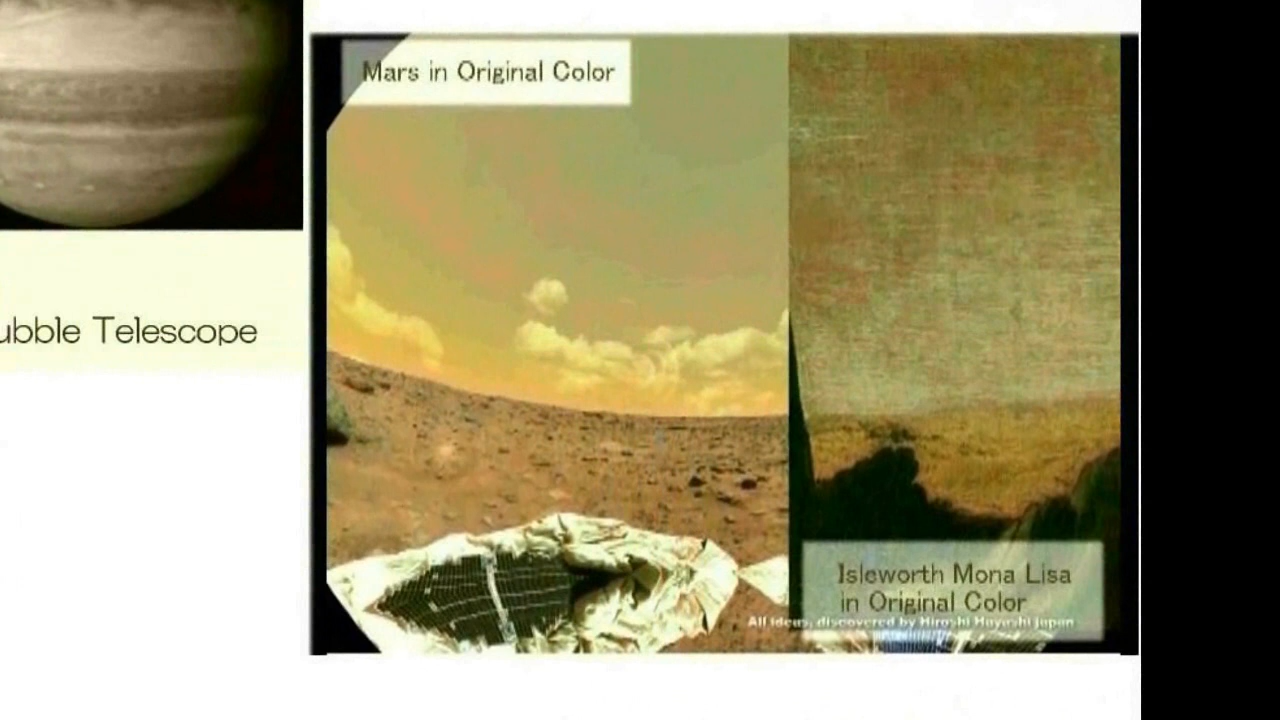 Mars in Original Color
ubble Telescope
Isleworth Mona Lisa
in Original Color
All ideas, discovered by Hiroshi Hayashi japan